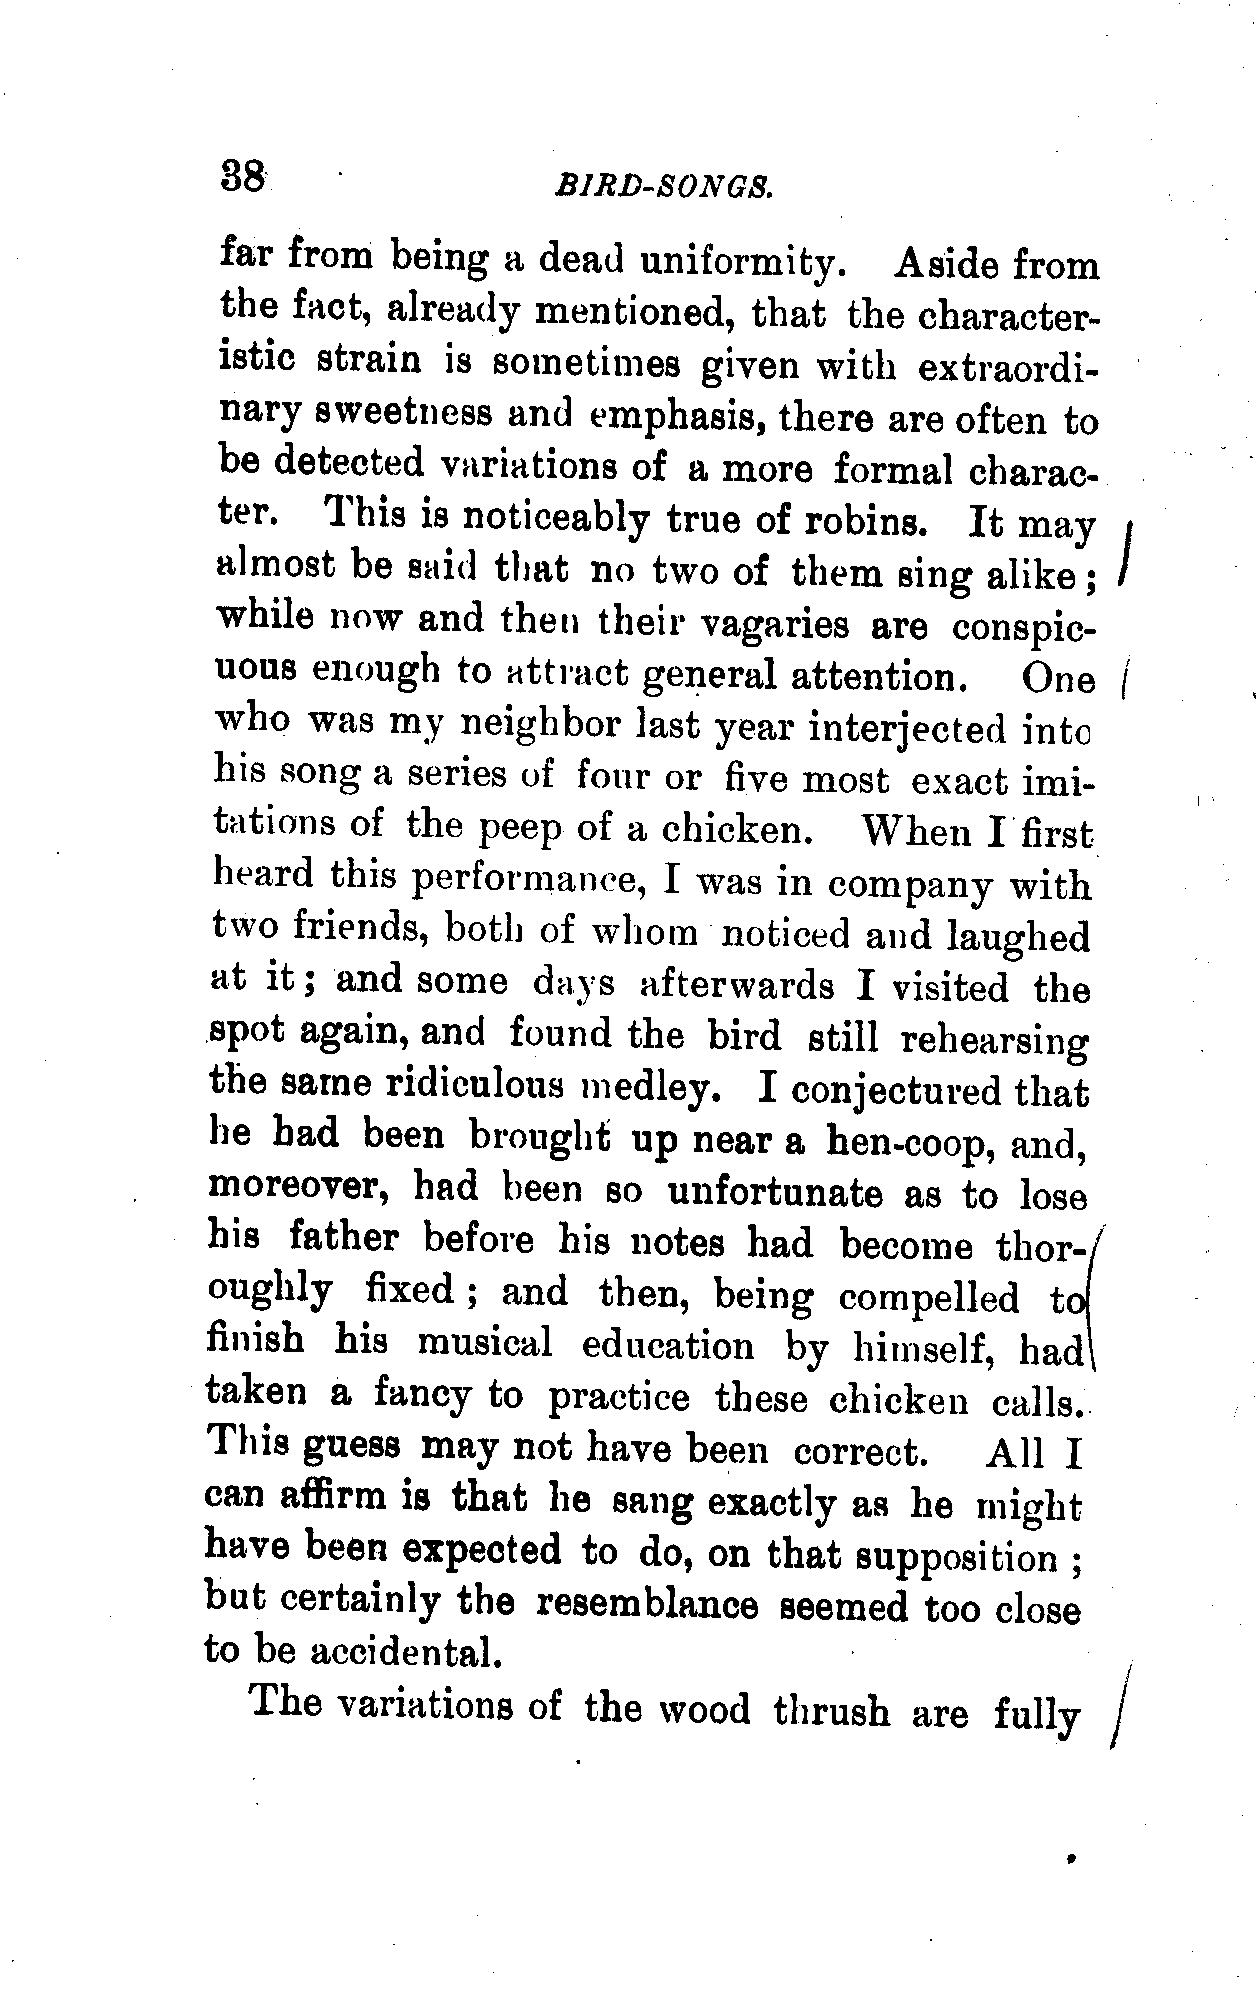 38 BIRD-SONGS.
far from being a dead uniformity. Aside from
the fact, already mentioned, that the character-
istic strain is sometimes given with extraordi-
nary sweetness and emphasis, there are often to
be detected variations of a more formal charac-
ter. This is noticeably true of robins. It may
almost be said that no two of them sing alike;
while now and then their vagaries are conspic-
uous enough to attract general attention. One
who was my neighbor last year interjected into
his song a series of four or five most exact imi-
tations of the peep of a chicken. When I first
heard this performance, I was in company with
two friends, both of whom noticed and laughed
at it; and some days afterwards I visited the
spot again, and found the bird still rehearsing
the same ridiculous medley. I conjectured that
he had been brought up near a hen-coop, and,
moreover, had been so unfortunate as to lose
his father before his notes had become thor-
oughly fixed; and then, being compelled to
finish his musical education by himself, had
taken a fancy to practice these chicken calls.
This guess may not have been correct. All I
can affirm is that he sang exactly as he might
have been expected to do, on that supposition;
but certainly the resemblance seemed too close
to be accidental.
The variations of the wood thrush are fully